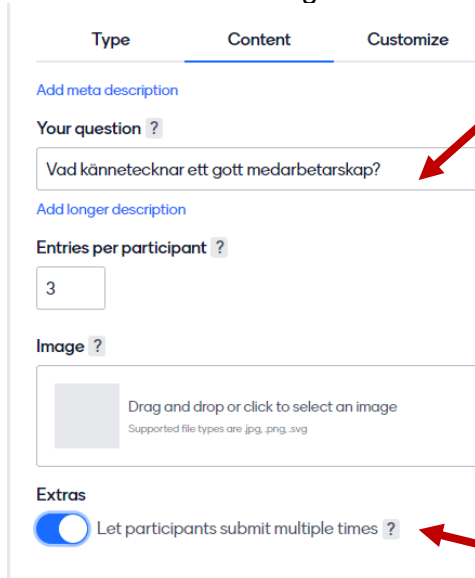 Type Content Customize
Add meta description
Your question ?
Vad kännetecknar ett gott medarbetarskap?
Add longer description
Entries per participant ?
3
Image ?
Drag and drop or click to select an image
Supported file types are .jpg, .png, .svg
Extras
Let participants submit multiple times ?